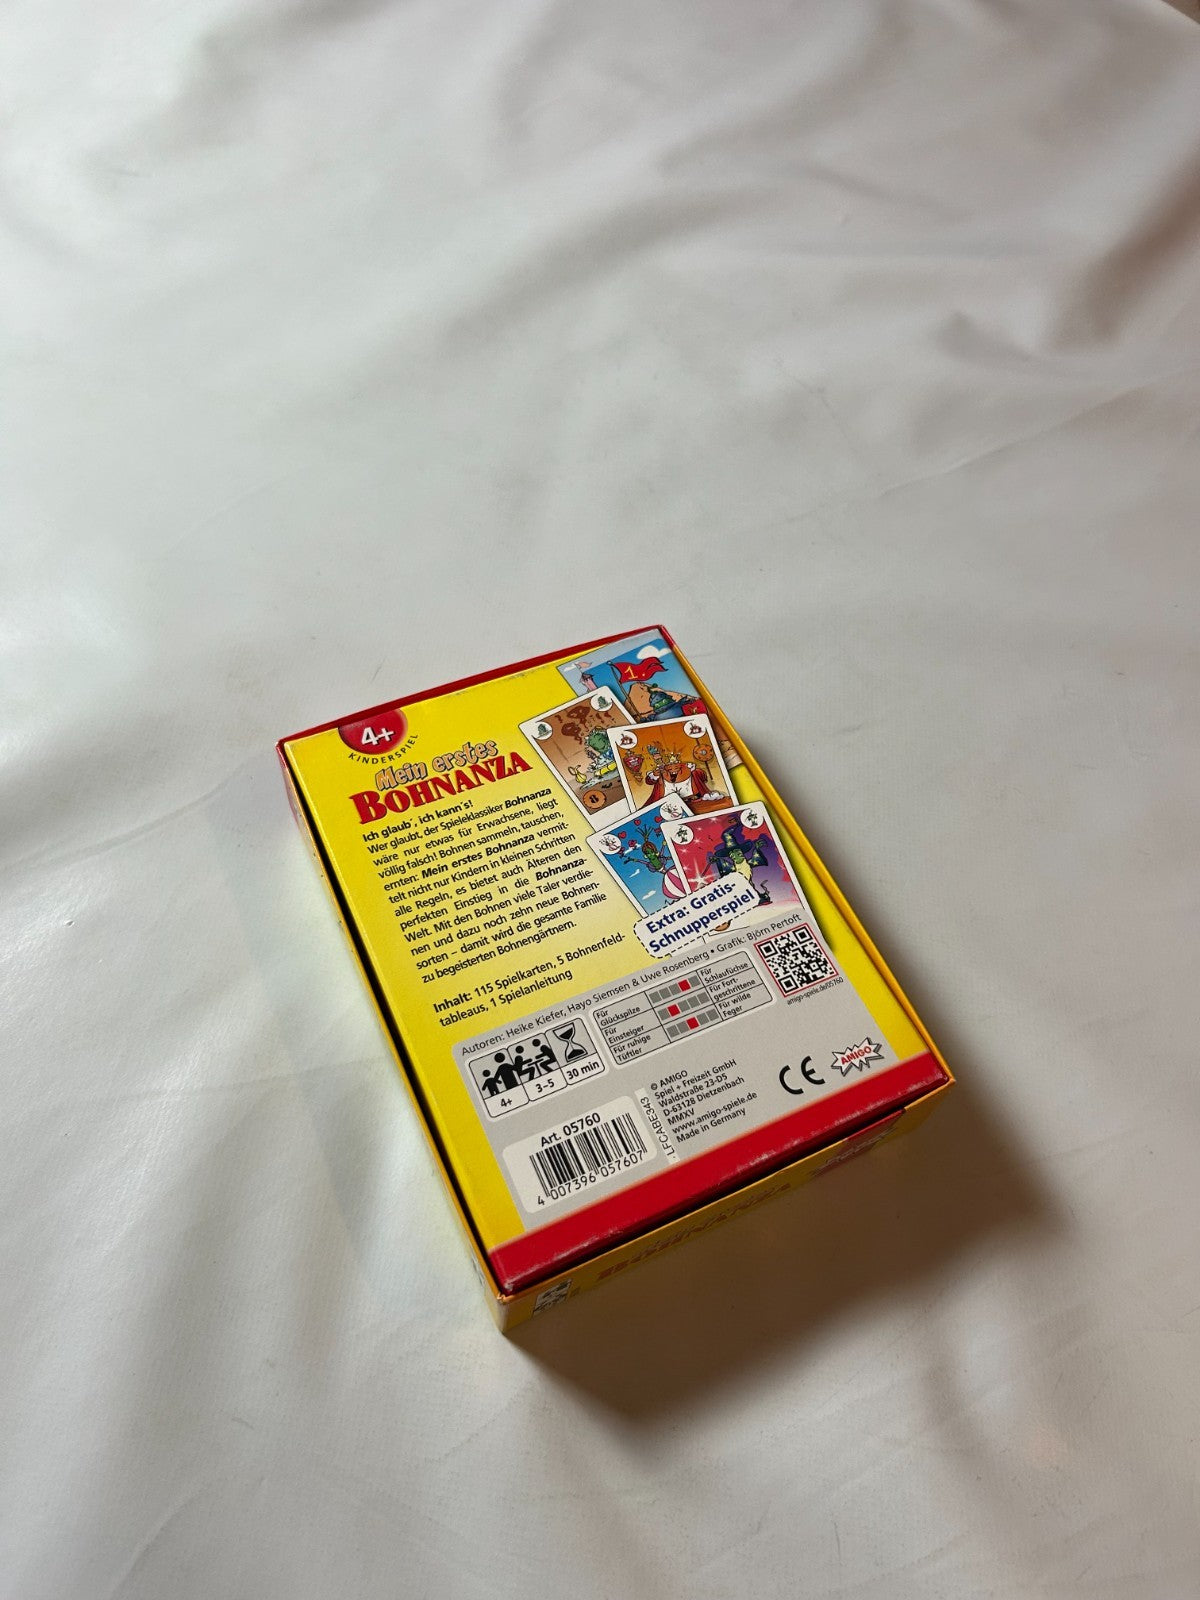 4+
KINDERSPIEL
Mein erstes
BOHNANZA
Ich glaub', ich kann's!
Wer glaubt, der Spieleklassiker Bohnanza
wäre nur etwas für Erwachsene, liegt
völlig falsch! Bohnen sammeln, tauschen,
ernten: Mein erstes Bohnanza vermit-
telt nicht nur Kindern in kleinen Schritten
alle Regeln, es bietet auch Älteren den
perfekten Einstieg in die Bohnanza-
Welt. Mit den Bohnen viele Taler verdie-
nen und dazu noch zehn neue Bohnen-
sorten – damit wird die gesamte Familie
zu begeisterten Bohnengärtnern.
Inhalt: 115 Spielkarten, 5 Bohnenfeld-
tableaus, 1 Spielanleitung
1.
8
Extra: Gratis-
Schnupperspiel
Autoren: Heike Kiefer, Hayo Siemsen & Uwe Rosenberg • Grafik: Björn Pertoft
4+
3–5
30 min
Für Glückspilze
Für Schlaufüchse
Für Einsteiger
Für Fort-
geschrittene
Für ruhige Tüftler
Für wilde Feger
amigo-spiele.de/05760
Art. 05760
4 007396 057607
LFCABE343
© AMIGO
Spiel + Freizeit GmbH
Waldstraße 23-D5
D-63128 Dietzenbach
MMXV
www.amigo-spiele.de
Made in Germany
CE
AMIGO
BOHNANZA